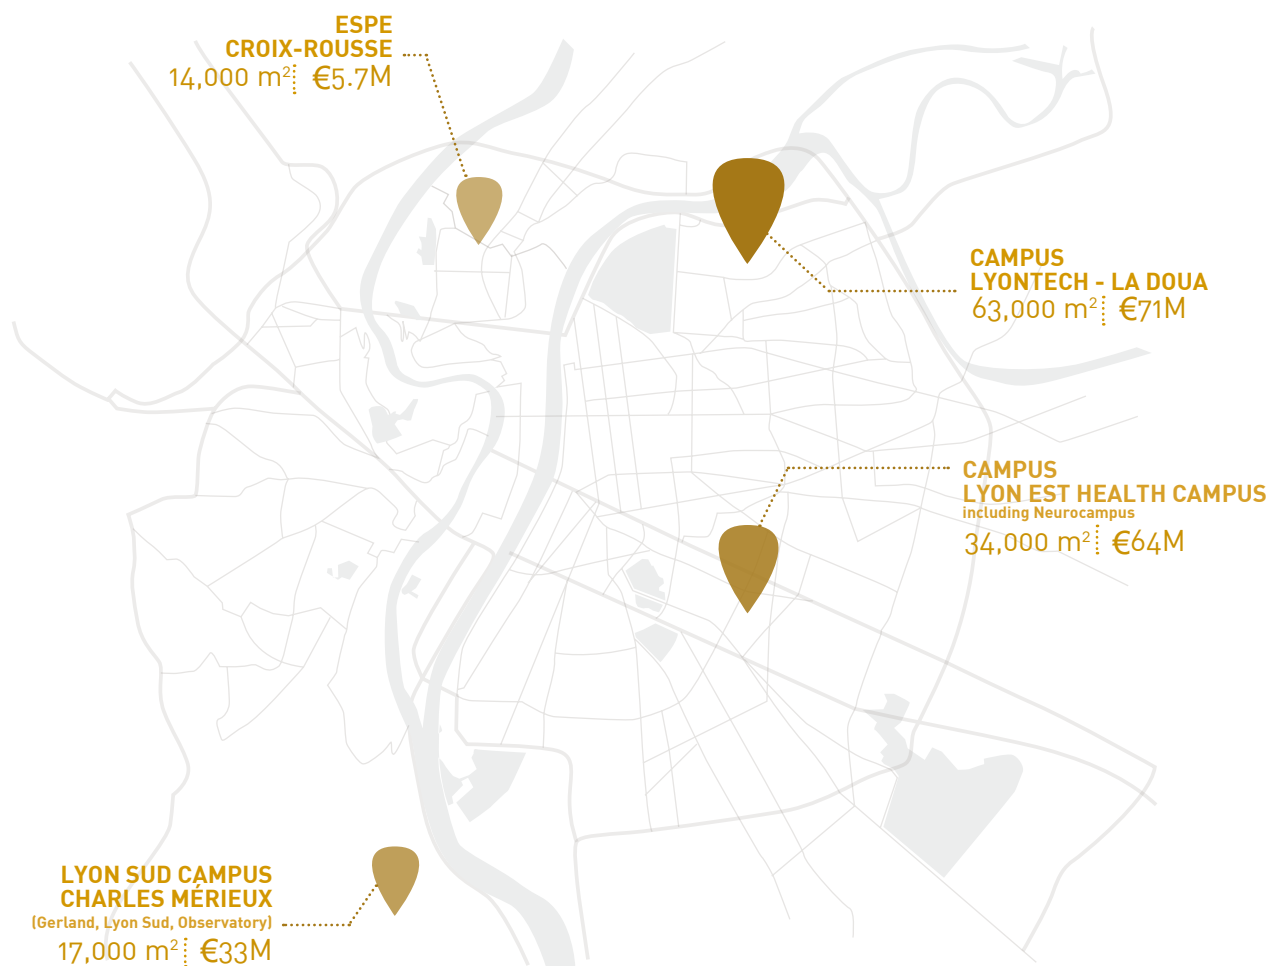 ESPE
CROIX-ROUSSE
14,000 m² €5.7M
CAMPUS
LYONTECH - LA DOUA
63,000 m² €71M
CAMPUS
LYON EST HEALTH CAMPUS
including Neurocampus
34,000 m² €64M
LYON SUD CAMPUS
CHARLES MÉRIEUX
(Gerland, Lyon Sud, Observatory)
17,000 m² €33M